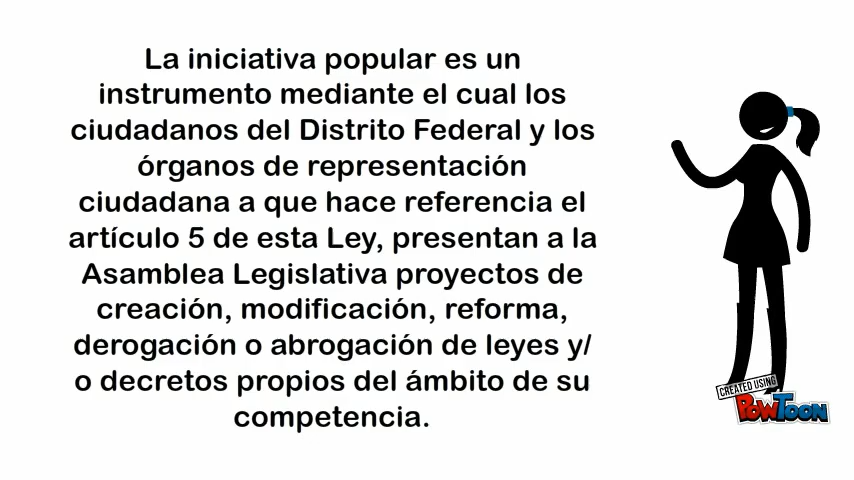 La iniciativa popular es un
instrumento mediante el cual los
ciudadanos del Distrito Federal y los
órganos de representación
ciudadana a que hace referencia el
artículo 5 de esta Ley, presentan a la
Asamblea Legislativa proyectos de
creación, modificación, reforma,
derogación o abrogación de leyes y/
o decretos propios del ámbito de su
competencia.
CREATED USING
POWTOON